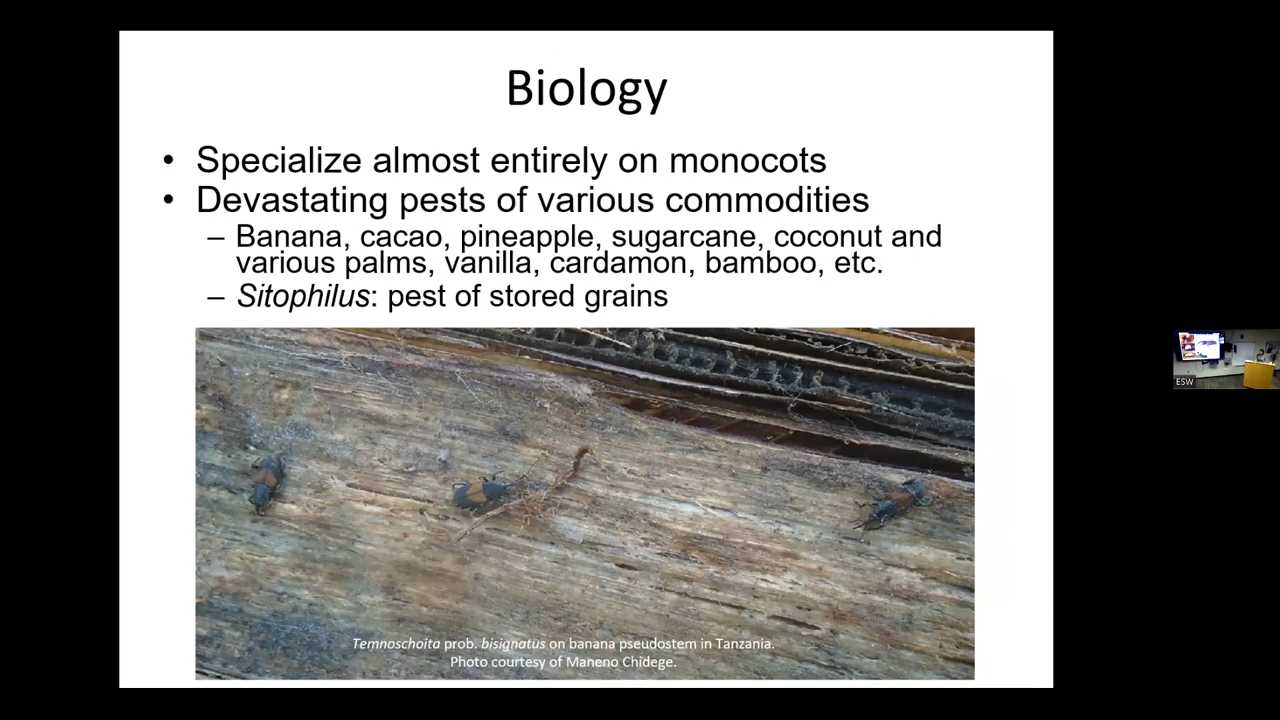 Biology
• Specialize almost entirely on monocots
• Devastating pests of various commodities
– Banana, cacao, pineapple, sugarcane, coconut and
various palms, vanilla, cardamon, bamboo, etc.
– Sitophilus: pest of stored grains
Temnoschoita prob. bisignatus on banana pseudostem in Tanzania.
Photo courtesy of Maneno Chidege.
ESW